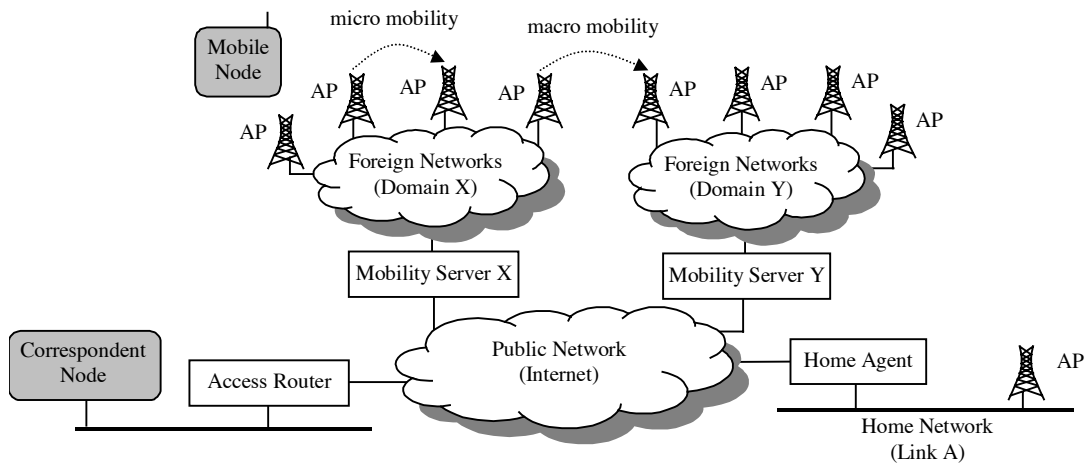 micro mobility
macro mobility
Mobile
Node
AP
AP
AP
AP
AP
AP
AP
AP
AP
Foreign Networks
(Domain X)
Foreign Networks
(Domain Y)
Mobility Server X
Mobility Server Y
Correspondent
Node
Access Router
Public Network
(Internet)
Home Agent
AP
Home Network
(Link A)